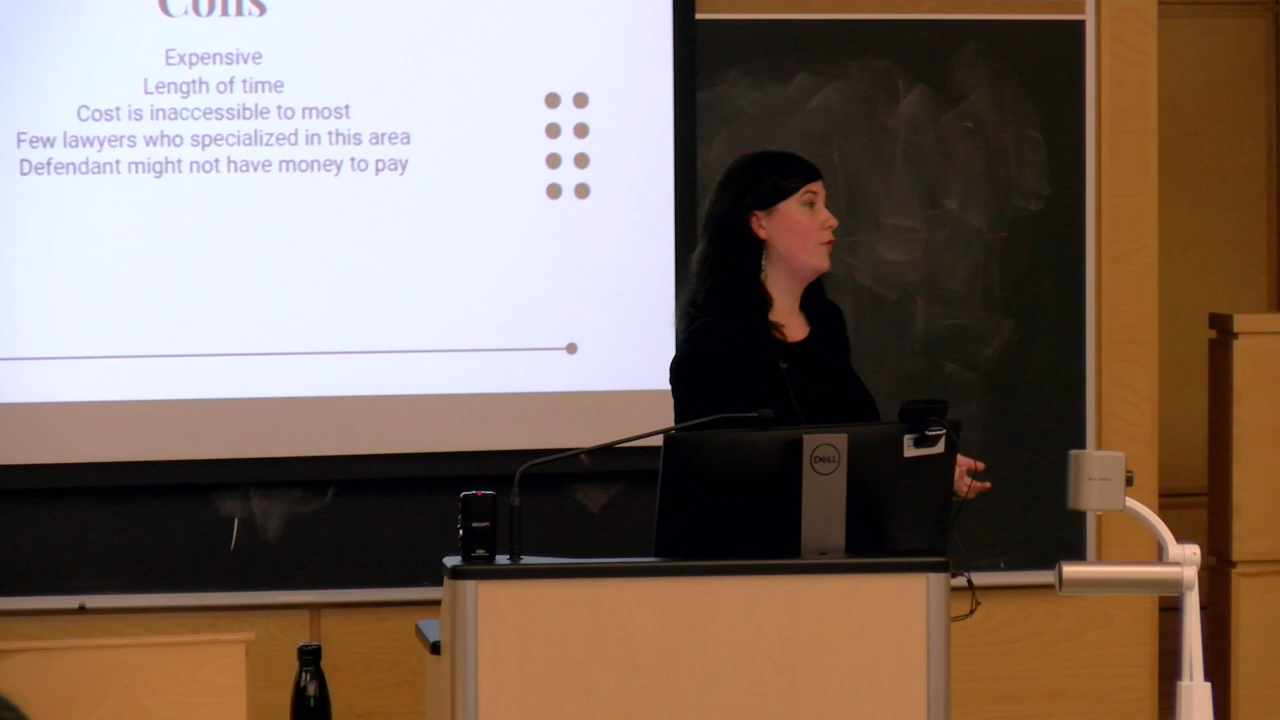 Cons
Expensive
Length of time
Cost is inaccessible to most
Few lawyers who specialized in this area
Defendant might not have money to pay
DELL